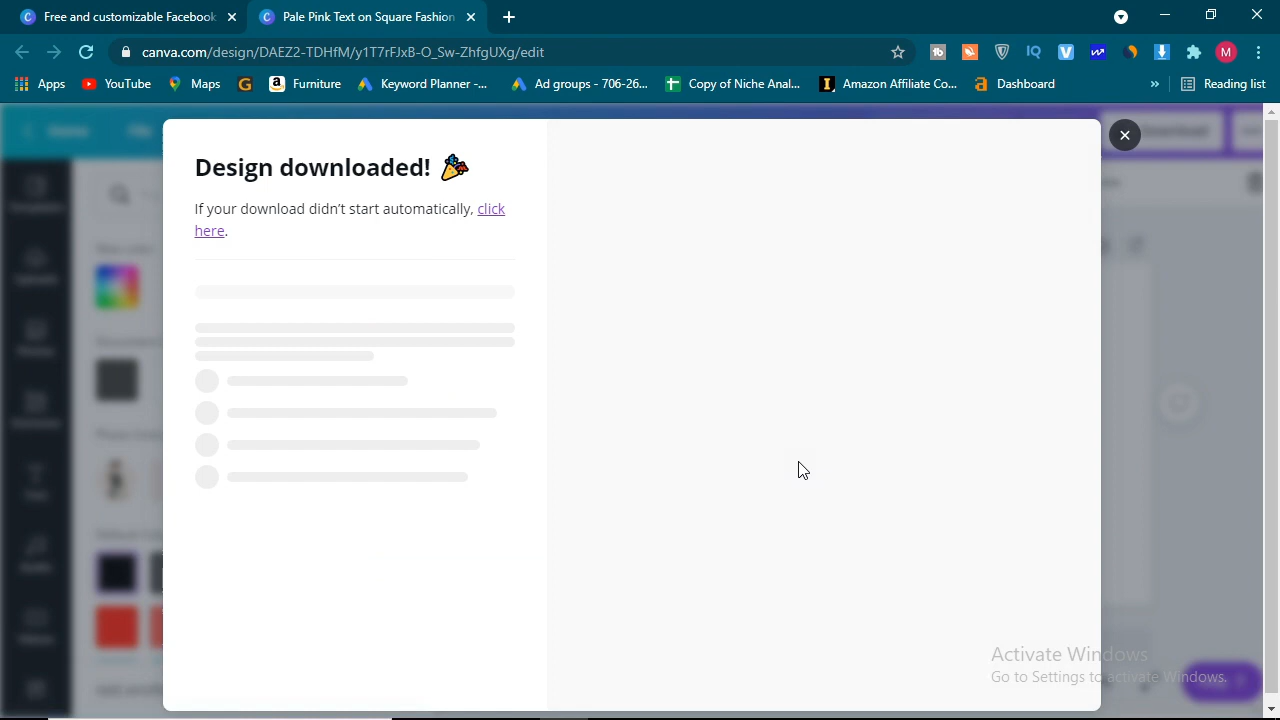 Free and customizable Facebook
Pale Pink Text on Square Fashion
canva.com/design/DAEZ2-TDHfM/y1T7rFJxB-O_Sw-ZhfgUXg/edit
Apps
YouTube
Maps
Furniture
Keyword Planner -...
Ad groups - 706-26...
Copy of Niche Anal...
Amazon Affiliate Co...
Dashboard
»
Reading list
Design downloaded!
If your download didn't start automatically, click
here.
Activate Windows
Go to Settings to activate Windows.